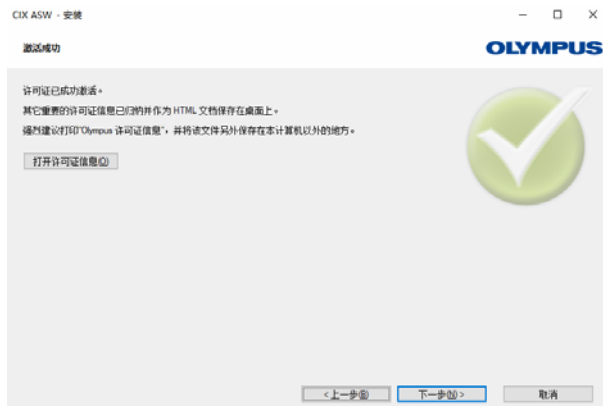 CIX ASW - 安装
激活成功
OLYMPUS
许可证已成功激活。
其它重要的许可证信息已归纳并作为 HTML 文档保存在桌面上。
强烈建议打印"Olympus 许可证信息"，并将该文件另外保存在本计算机以外的地方。
打开许可证信息(O)
<上一步(B)
下一步(N)>
取消